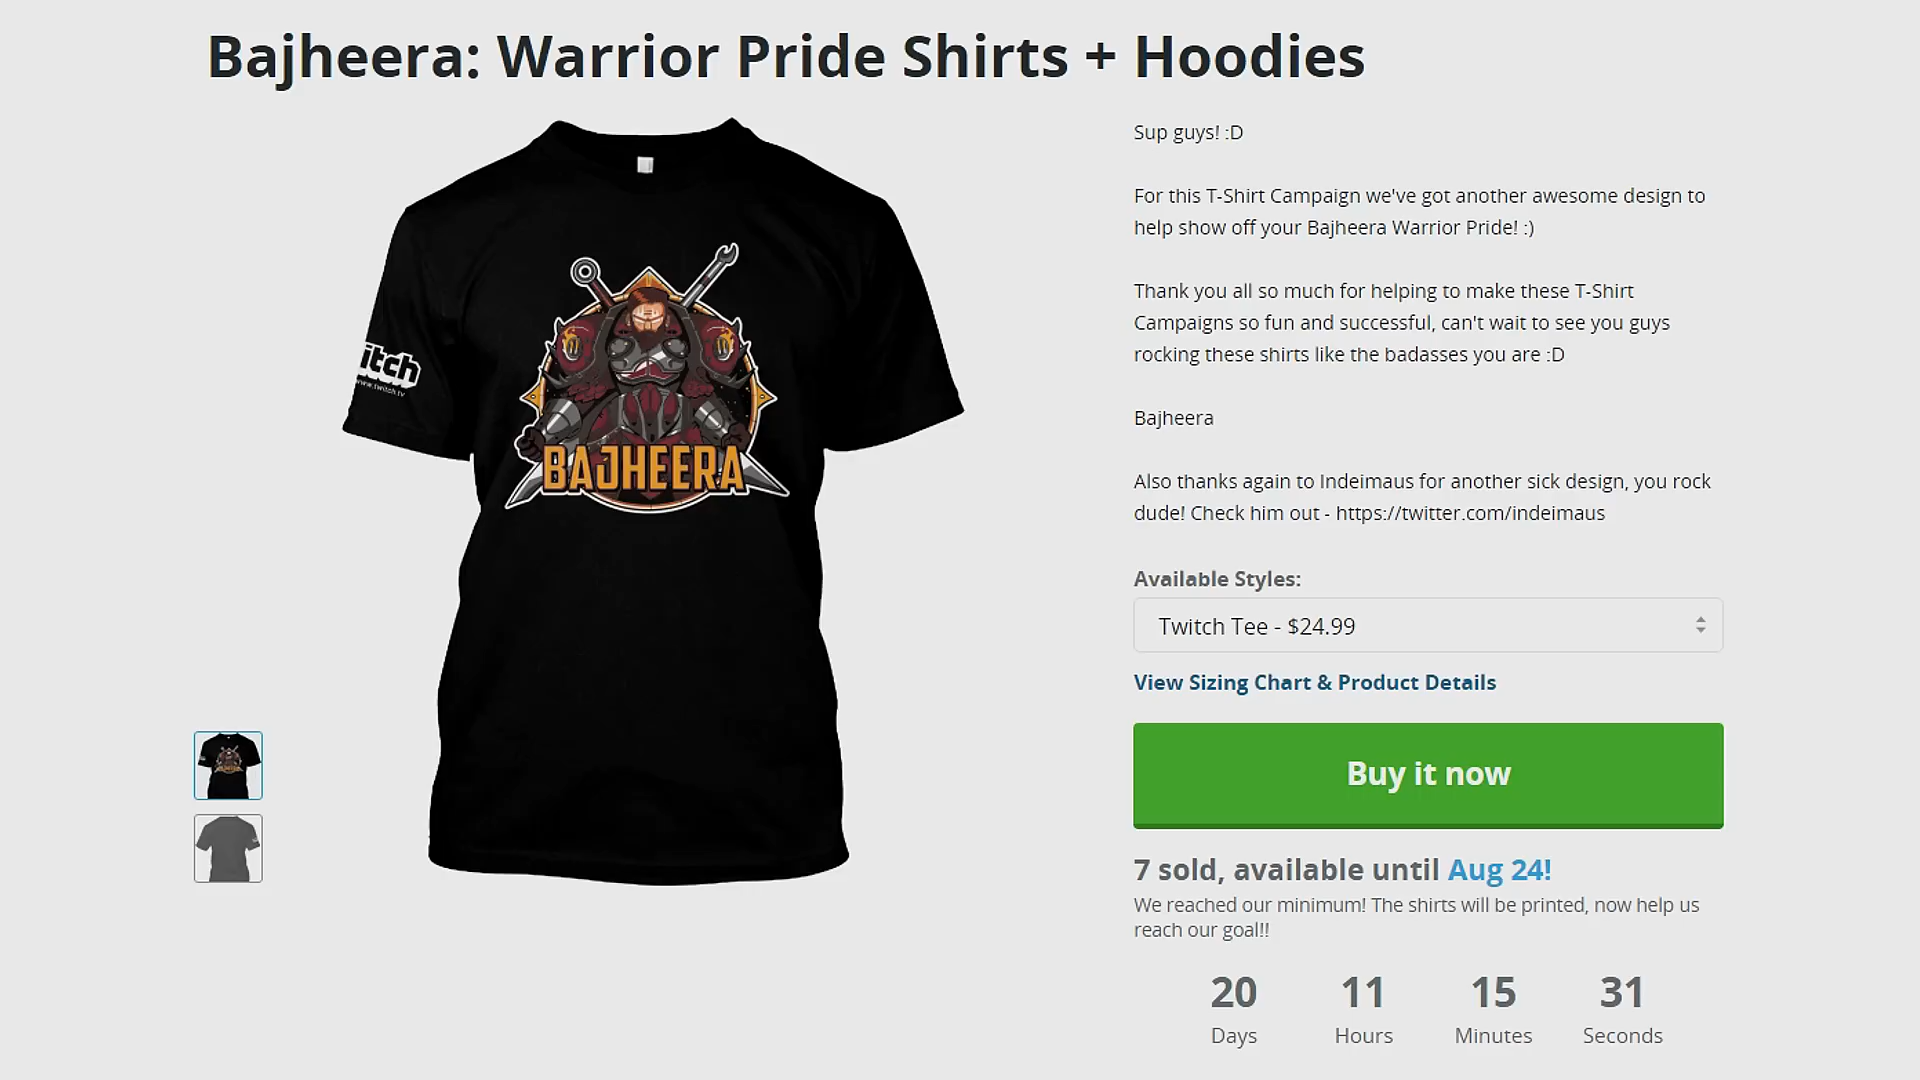 Bajheera: Warrior Pride Shirts + Hoodies
Sup guys! :D
For this T-Shirt Campaign we've got another awesome design to
help show off your Bajheera Warrior Pride! :)
Thank you all so much for helping to make these T-Shirt
Campaigns so fun and successful, can't wait to see you guys
rocking these shirts like the badasses you are :D
Bajheera
Also thanks again to Indeimaus for another sick design, you rock
dude! Check him out - https://twitter.com/indeimaus
Available Styles:
Twitch Tee - $24.99
View Sizing Chart & Product Details
Buy it now
7 sold, available until Aug 24!
We reached our minimum! The shirts will be printed, now help us
reach our goal!!
20 11 15 31
Days Hours Minutes Seconds
itch
www.twitch.tv
BAJHEERA